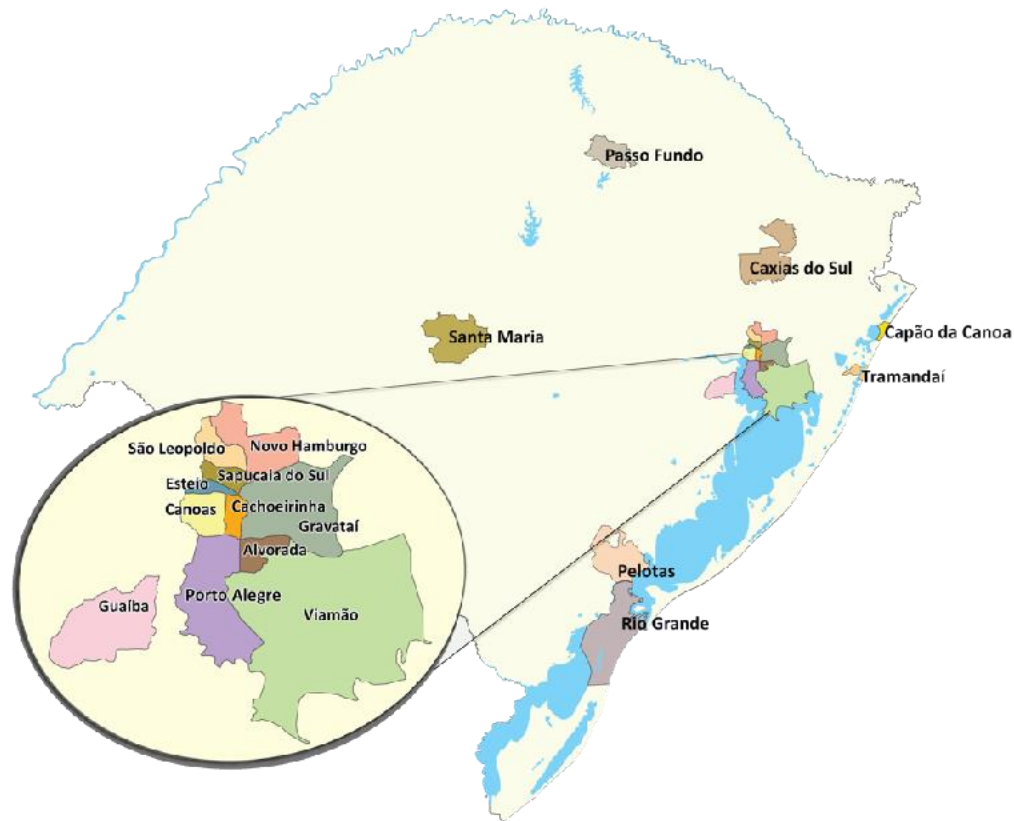 Passo Fundo
Caxias do Sul
Santa Maria
Capão da Canoa
Tramandaí
São Leopoldo
Novo Hamburgo
Sapucaia do Sul
Esteio
Canoas
Cachoeirinha
Gravataí
Alvorada
Guaíba
Porto Alegre
Viamão
Pelotas
Rio Grande